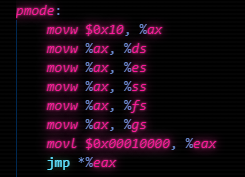 pmode:
movw $0x10, %ax
movw %ax, %ds
movw %ax, %es
movw %ax, %ss
movw %ax, %fs
movw %ax, %gs
movl $0x00010000, %eax
jmp *%eax